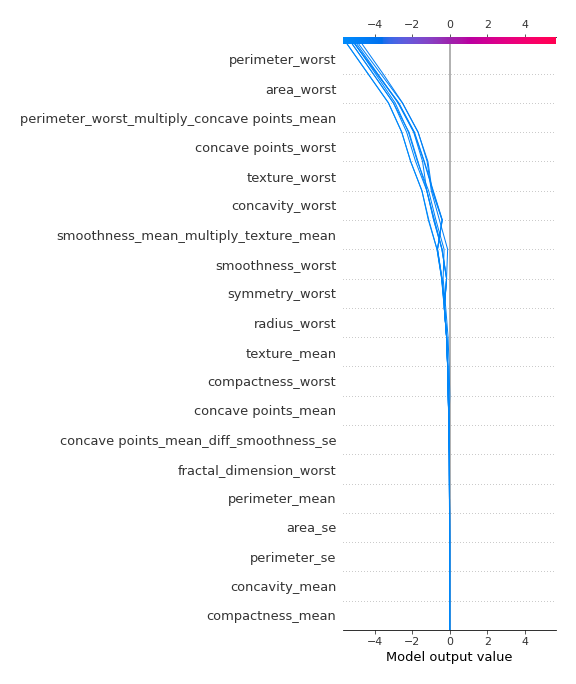 −4 −2 0 2 4
perimeter_worst
area_worst
perimeter_worst_multiply_concave points_mean
concave points_worst
texture_worst
concavity_worst
smoothness_mean_multiply_texture_mean
smoothness_worst
symmetry_worst
radius_worst
texture_mean
compactness_worst
concave points_mean
concave points_mean_diff_smoothness_se
fractal_dimension_worst
perimeter_mean
area_se
perimeter_se
concavity_mean
compactness_mean
−4 −2 0 2 4
Model output value